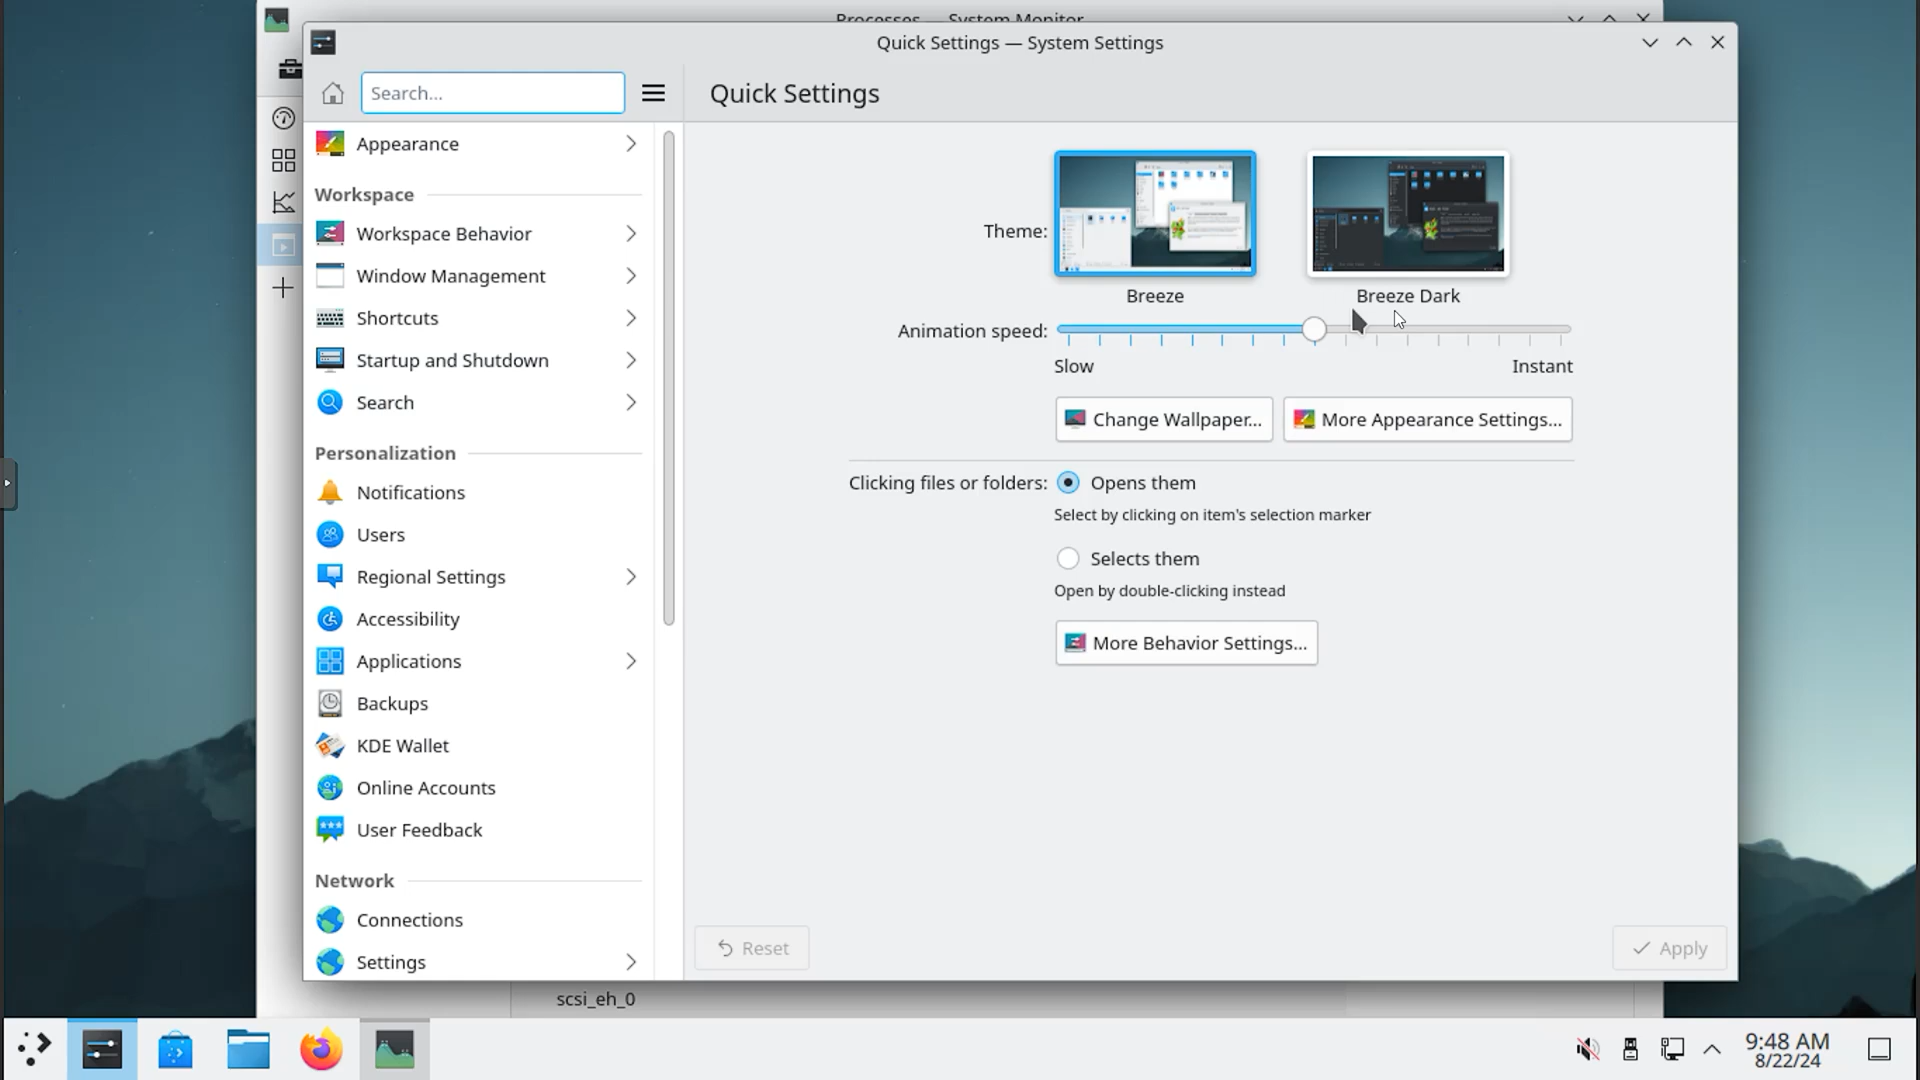 Processes — System Monitor
Quick Settings — System Settings
Search...
Quick Settings
Appearance
Workspace
Workspace Behavior
Window Management
Shortcuts
Startup and Shutdown
Search
Personalization
Notifications
Users
Regional Settings
Accessibility
Applications
Backups
KDE Wallet
Online Accounts
User Feedback
Network
Connections
Settings
Theme:
Breeze
Breeze Dark
Animation speed:
Slow
Instant
Change Wallpaper...
More Appearance Settings...
Clicking files or folders:
Opens them
Select by clicking on item's selection marker
Selects them
Open by double-clicking instead
More Behavior Settings...
Reset
Apply
scsi_eh_0
9:48 AM
8/22/24